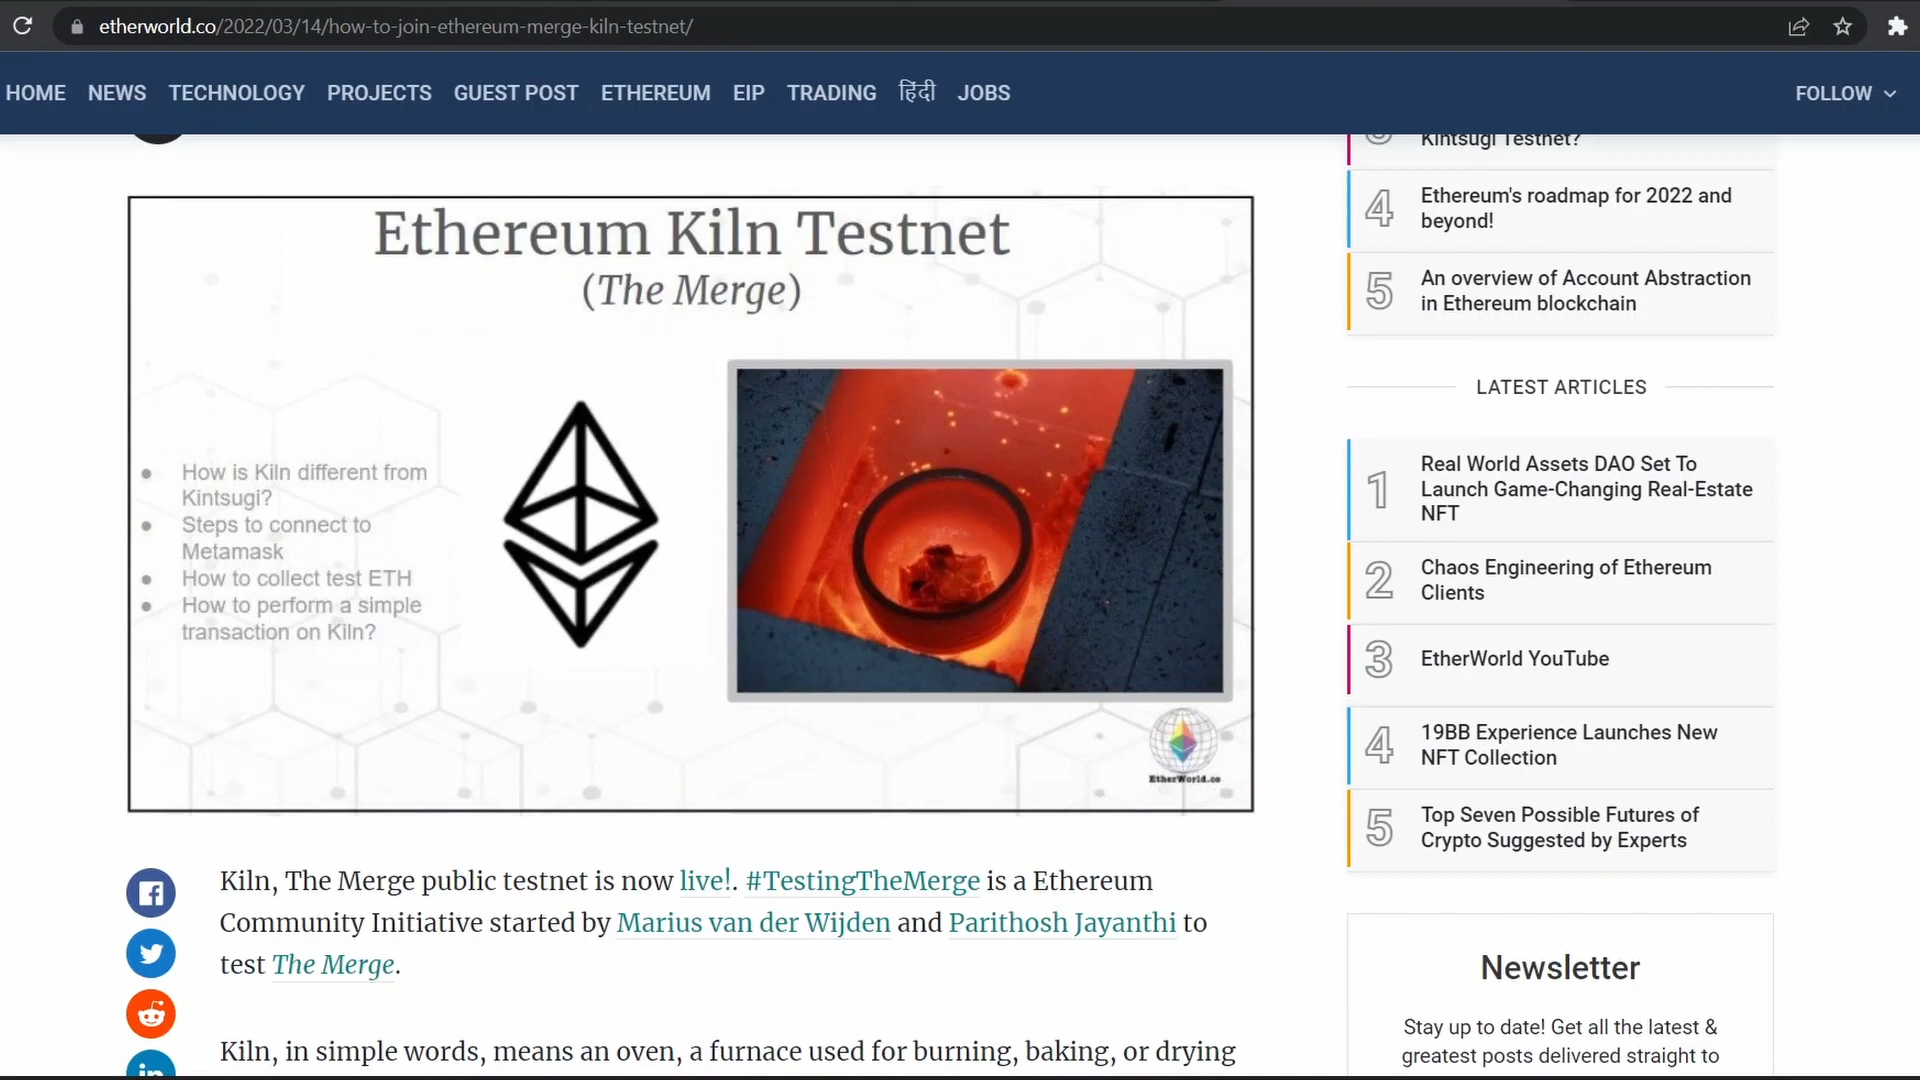 etherworld.co/2022/03/14/how-to-join-ethereum-merge-kiln-testnet/
HOME NEWS TECHNOLOGY PROJECTS GUEST POST ETHEREUM EIP TRADING हिंदी JOBS FOLLOW
Ethereum Kiln Testnet
(The Merge)
• How is Kiln different from
Kintsugi?
• Steps to connect to
Metamask
• How to collect test ETH
• How to perform a simple
transaction on Kiln?
EtherWorld.co
Kiln, The Merge public testnet is now live!. #TestingTheMerge is a Ethereum
Community Initiative started by Marius van der Wijden and Parithosh Jayanthi to
test The Merge.
Kiln, in simple words, means an oven, a furnace used for burning, baking, or drying
3 Kintsugi Testnet?
4 Ethereum's roadmap for 2022 and
beyond!
5 An overview of Account Abstraction
in Ethereum blockchain
LATEST ARTICLES
1 Real World Assets DAO Set To
Launch Game-Changing Real-Estate
NFT
2 Chaos Engineering of Ethereum
Clients
3 EtherWorld YouTube
4 19BB Experience Launches New
NFT Collection
5 Top Seven Possible Futures of
Crypto Suggested by Experts
Newsletter
Stay up to date! Get all the latest &
greatest posts delivered straight to